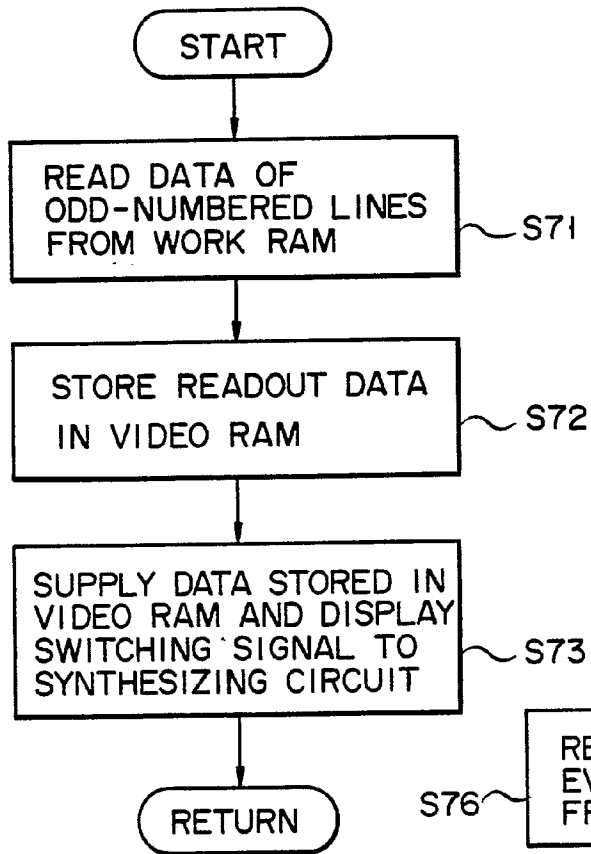 START
READ DATA OF
ODD-NUMBERED LINES
FROM WORK RAM
S71
STORE READOUT DATA
IN VIDEO RAM
S72
SUPPLY DATA STORED IN
VIDEO RAM AND DISPLAY
SWITCHING SIGNAL TO
SYNTHESIZING CIRCUIT
S73
RETURN
S76